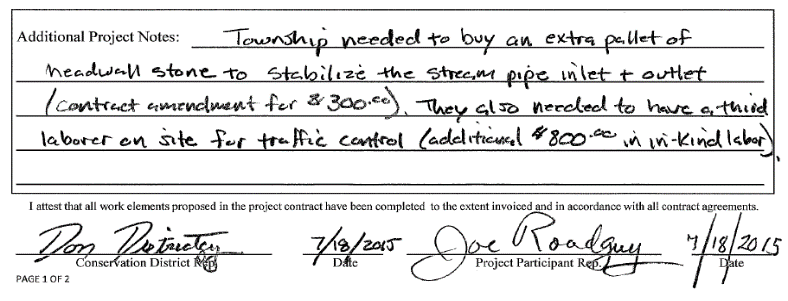 Additional Project Notes: Township needed to buy an extra pallet of
headwall stone to stabilize the stream pipe inlet + outlet
(contract amendment for $300.00). They also needed to have a third
laborer on site for traffic control (additional $800.00 in in-kind labor).
I attest that all work elements proposed in the project contract have been completed to the extent invoiced and in accordance with all contract agreements.
Don Districter 7/18/2015 Joe Roadguy 7/18/2015
Conservation District Rep. Date Project Participant Rep. Date
PAGE 1 OF 2